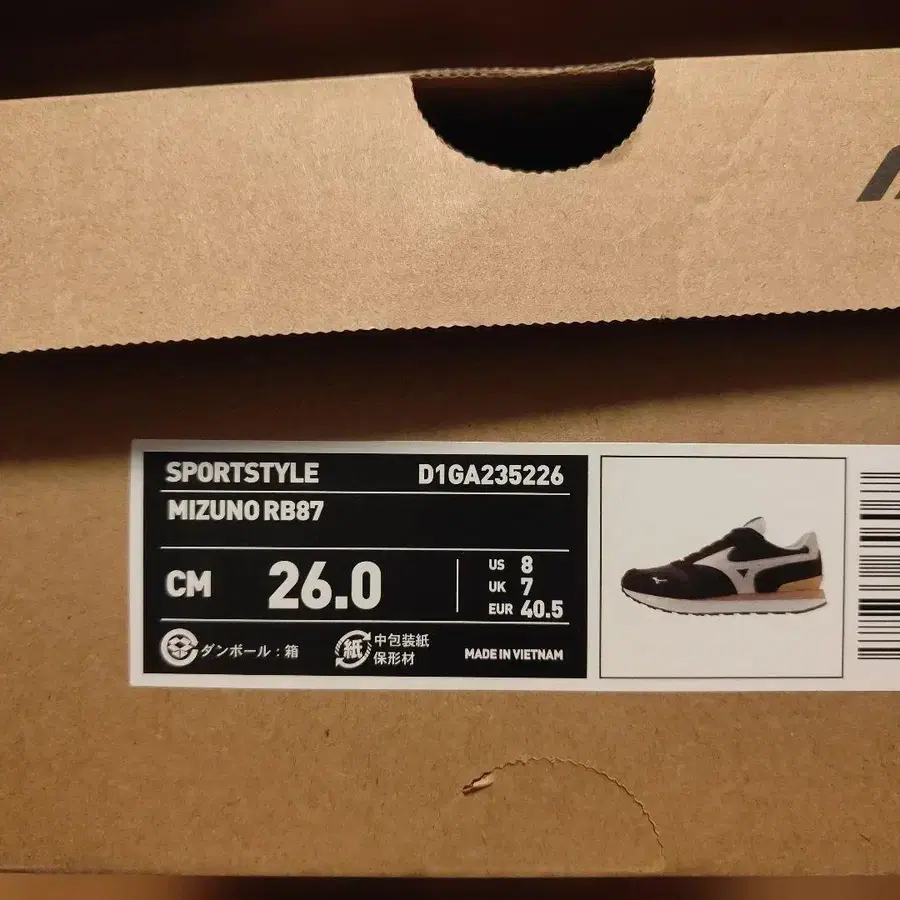 SPORTSTYLE D1GA235226
MIZUNO RB87
CM 26.0
US 8
UK 7
EUR 40.5
ダンボール：箱
紙 中包装紙
保形材
MADE IN VIETNAM